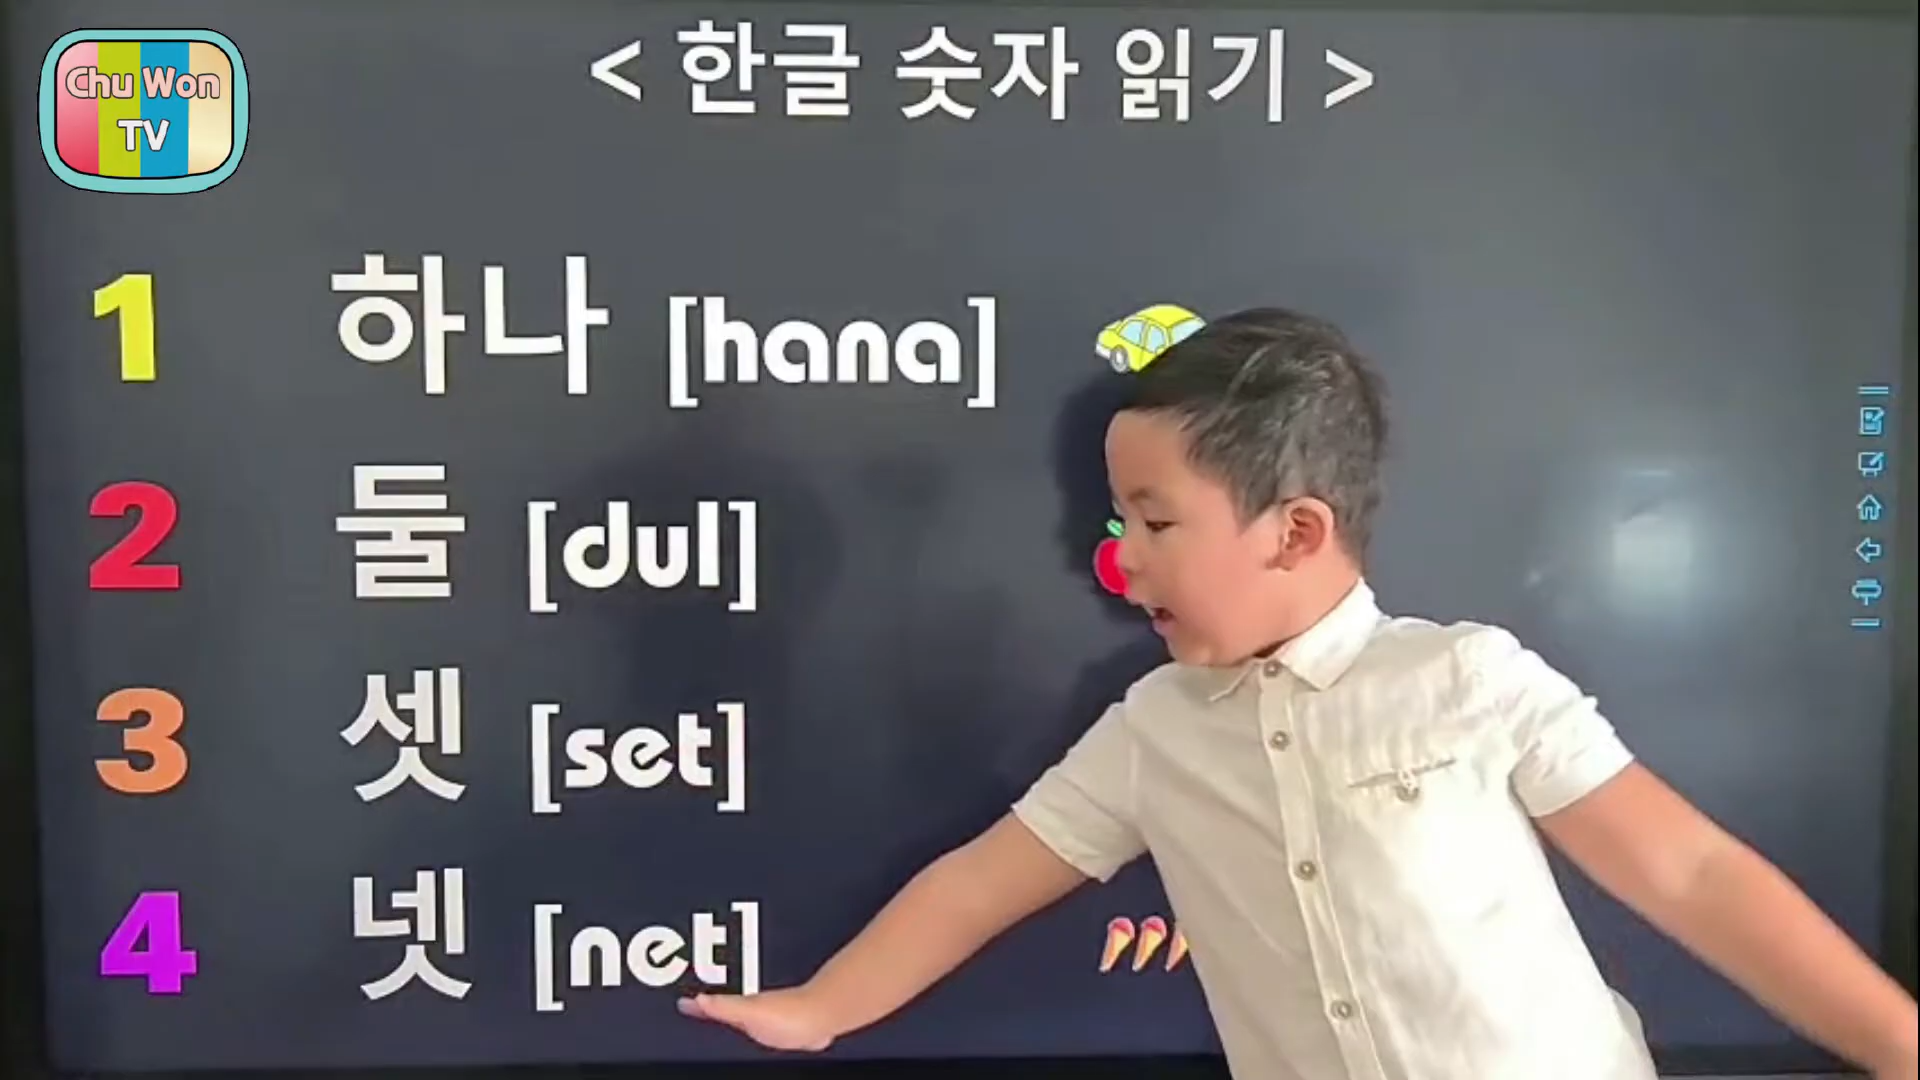 Chu Won
TV
< 한글 숫자 읽기 >
1 하나 [hana]
2 둘 [dul]
3 셋 [set]
4 넷 [net]